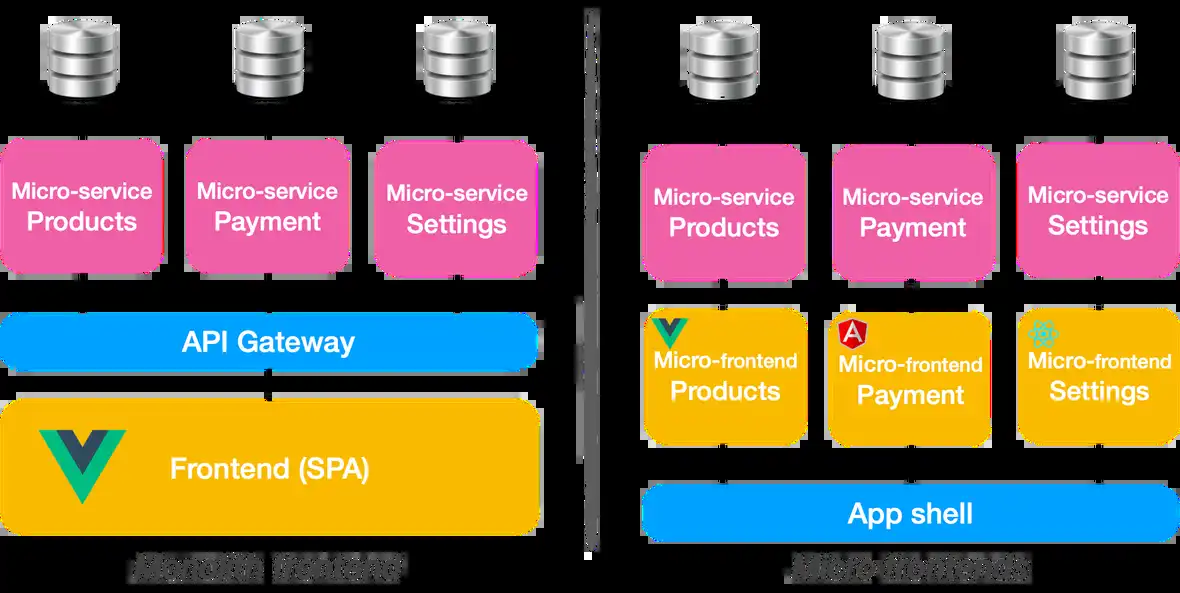 Micro-service
Products
Micro-service
Payment
Micro-service
Settings
API Gateway
Frontend (SPA)
Monolith frontend
Micro-service
Products
Micro-service
Payment
Micro-service
Settings
A
Micro-frontend
Products
Micro-frontend
Payment
Micro-frontend
Settings
App shell
Micro-frontends